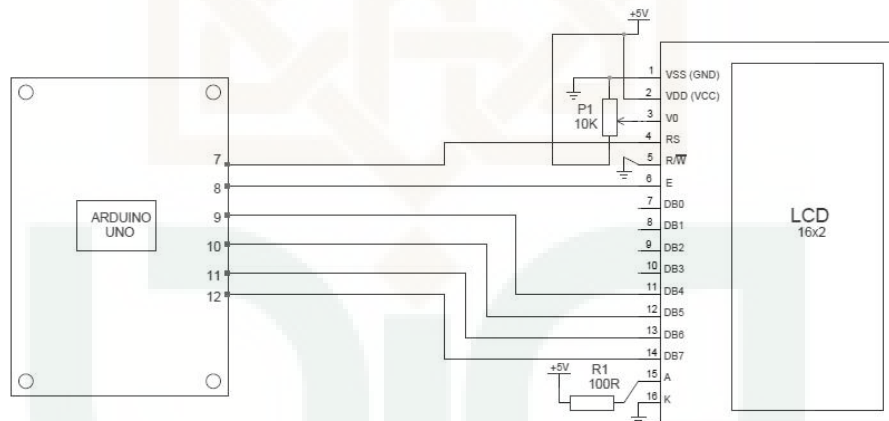 +5V
1 VSS (GND)
2 VDD (VCC)
P1
10K
3 V0
4 RS
5 R/W̅
6 E
7 DB0
8 DB1
9 DB2
10 DB3
11 DB4
12 DB5
13 DB6
14 DB7
15 A
16 K
7
8
9
10
11
12
ARDUINO
UNO
LCD
16x2
+5V
R1
100R